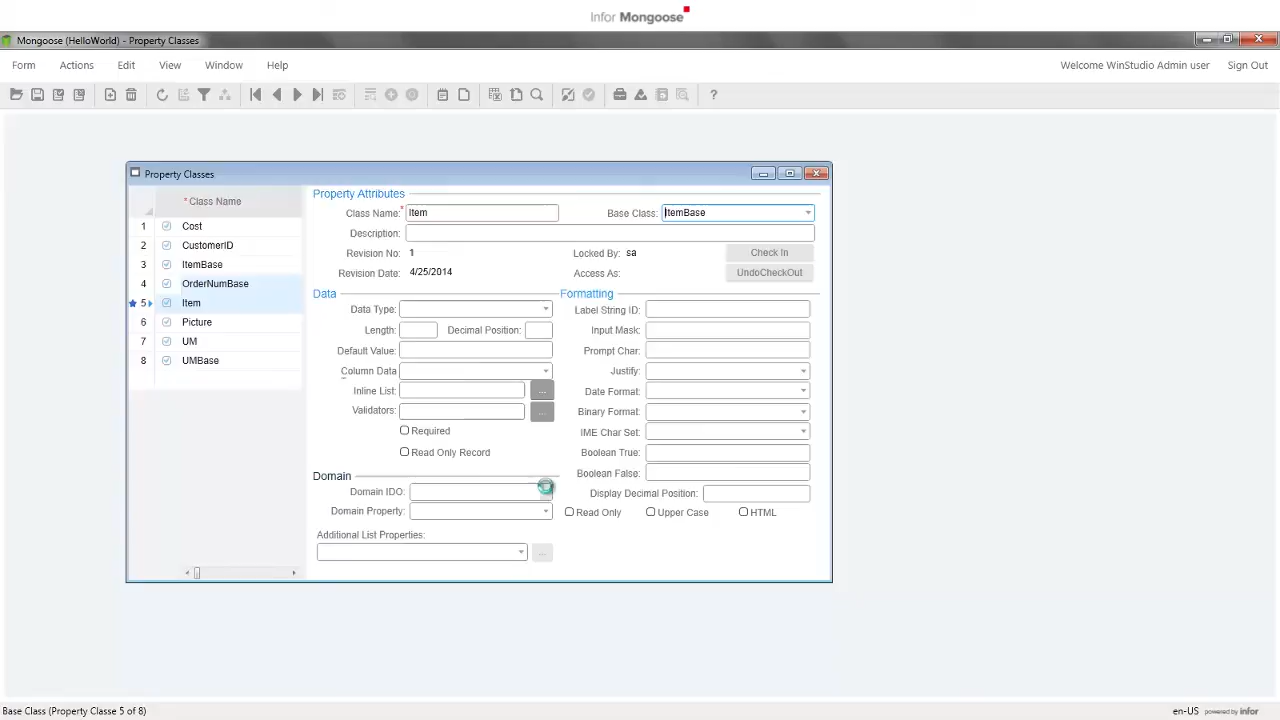 Infor Mongoose
Mongoose (HelloWorld) - Property Classes
Form Actions Edit View Window Help Welcome WinStudio Admin user Sign Out
?
Property Classes
* Class Name
1 Cost
2 CustomerID
3 ItemBase
4 OrderNumBase
5 Item
6 Picture
7 UM
8 UMBase
Property Attributes
Class Name:* Item Base Class: ItemBase
Description:
Revision No: 1 Locked By: sa Check In
Revision Date: 4/25/2014 Access As: UndoCheckOut
Data Formatting
Data Type: Label String ID:
Length: Decimal Position: Input Mask:
Default Value: Prompt Char:
Column Data Justify:
Inline List: ... Date Format:
Validators: ... Binary Format:
Required IME Char Set:
Read Only Record Boolean True:
Domain Boolean False:
Domain IDO: Display Decimal Position:
Domain Property: Read Only Upper Case HTML
Additional List Properties:
...
Base Class (Property Classe 5 of 8) en-US powered by infor